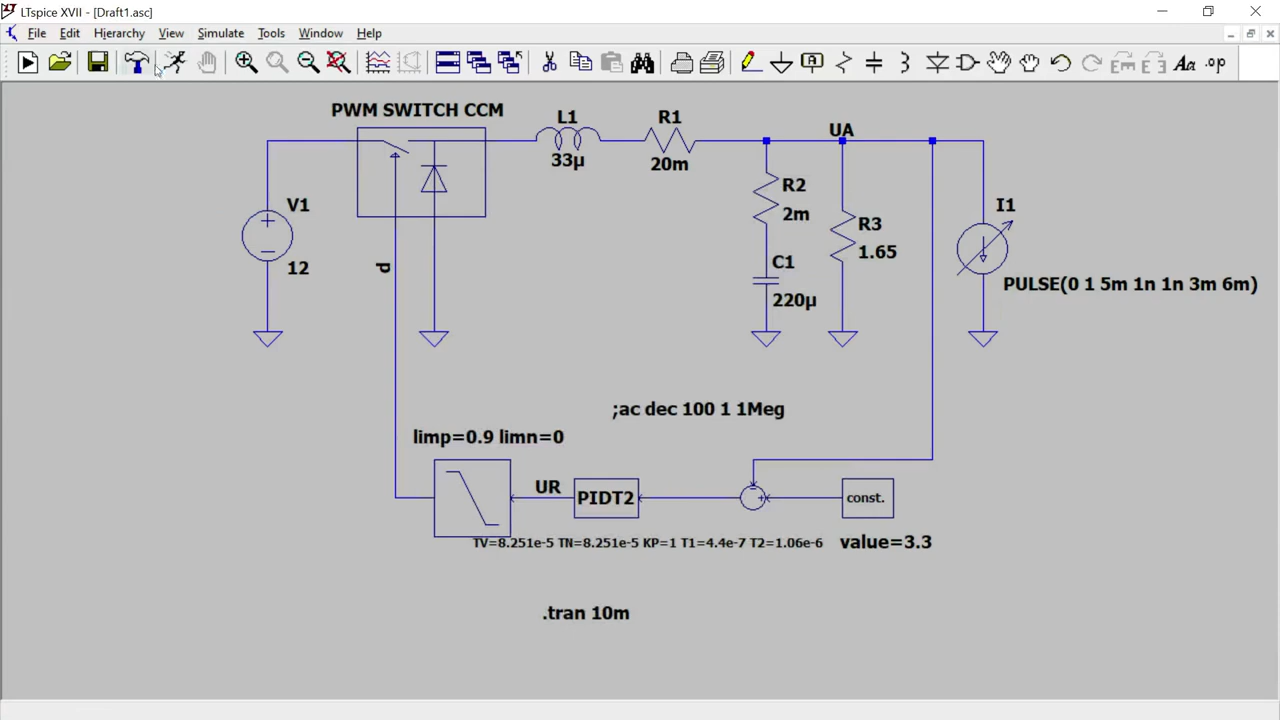 LTspice XVII - [Draft1.asc]
File Edit Hierarchy View Simulate Tools Window Help
Aa .op
PWM SWITCH CCM
L1
33µ
R1
20m
UA
V1
12
d
R2
2m
C1
220µ
R3
1.65
I1
PULSE(0 1 5m 1n 1n 3m 6m)
;ac dec 100 1 1Meg
limp=0.9 limn=0
UR
PIDT2
const.
TV=8.251e-5 TN=8.251e-5 KP=1 T1=4.4e-7 T2=1.06e-6
value=3.3
.tran 10m